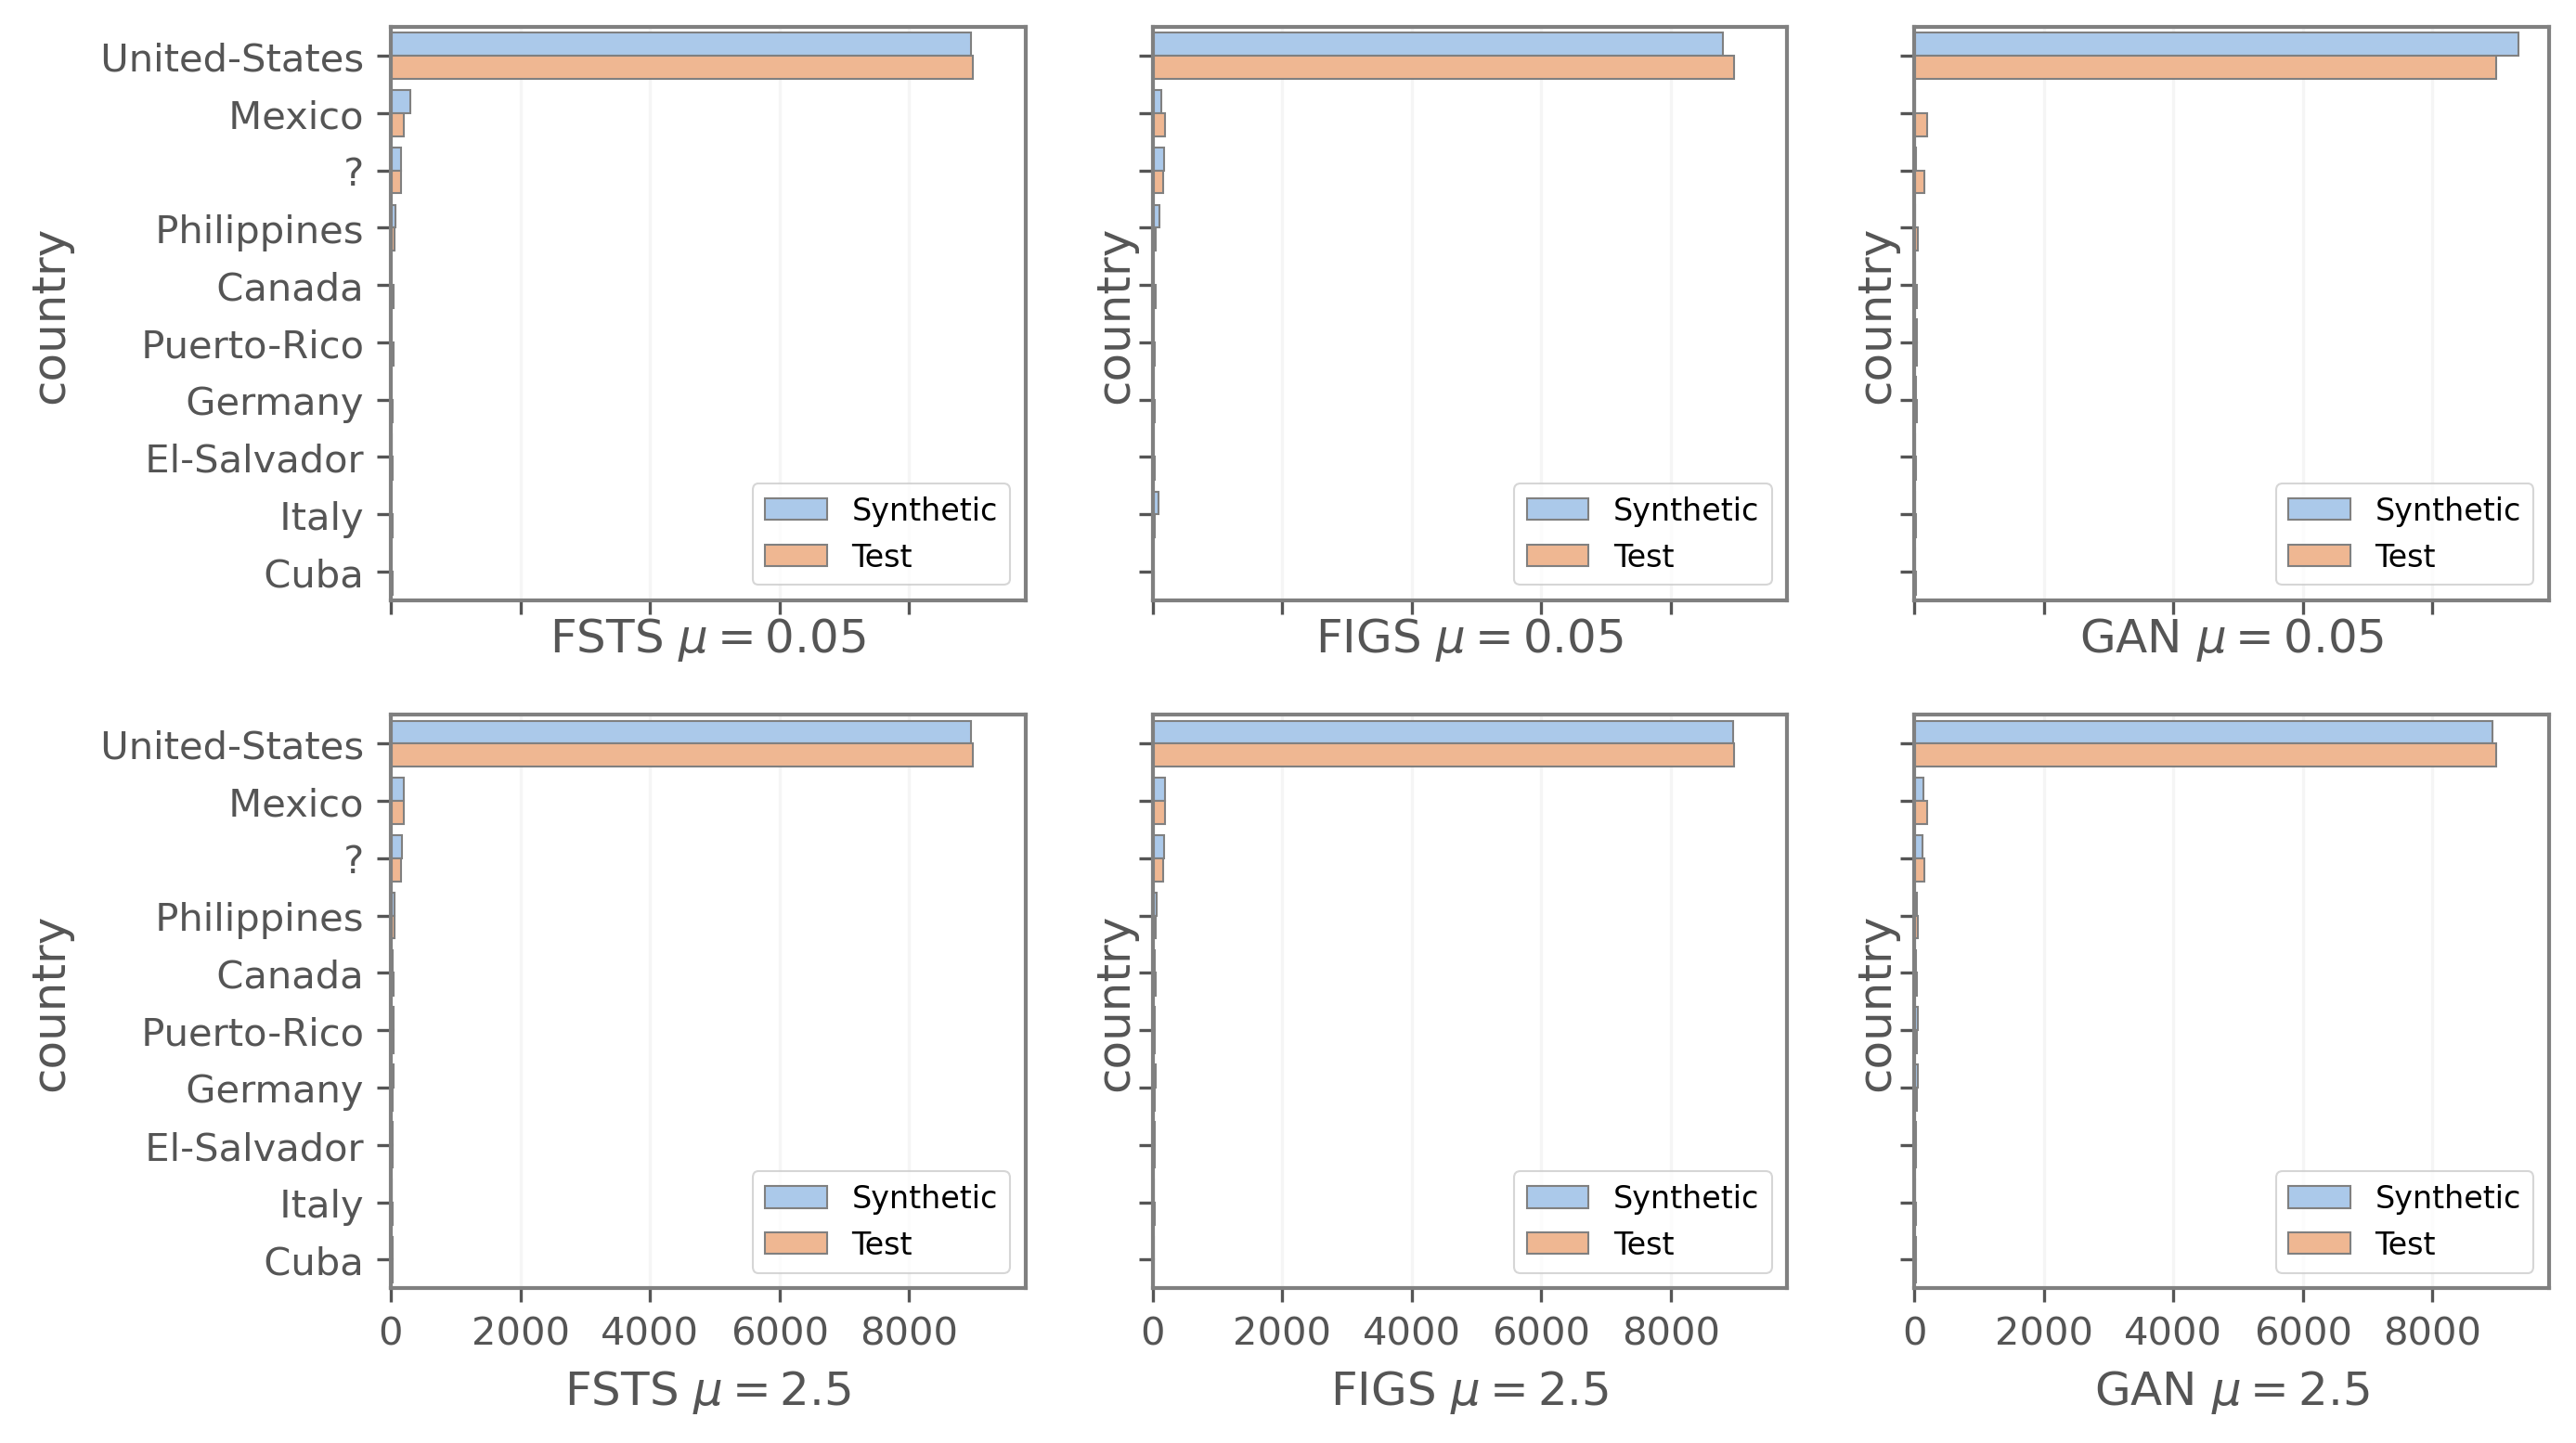 United-States
Mexico
?
Philippines
Canada
Puerto-Rico
Germany
El-Salvador
Italy
Cuba
country
Synthetic
Test
FSTS μ = 0.05
country
Synthetic
Test
FIGS μ = 0.05
country
Synthetic
Test
GAN μ = 0.05
United-States
Mexico
?
Philippines
Canada
Puerto-Rico
Germany
El-Salvador
Italy
Cuba
country
Synthetic
Test
0 2000 4000 6000 8000
FSTS μ = 2.5
country
Synthetic
Test
0 2000 4000 6000 8000
FIGS μ = 2.5
country
Synthetic
Test
0 2000 4000 6000 8000
GAN μ = 2.5